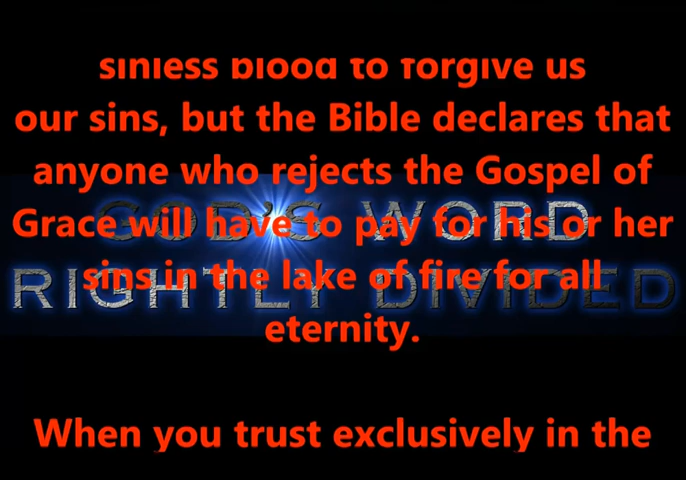 sinless blood to forgive us
our sins, but the Bible declares that
anyone who rejects the Gospel of
Grace will have to pay for his or her
sins in the lake of fire for all
eternity.
When you trust exclusively in the
GOD'S WORD
RIGHTLY DIVIDED